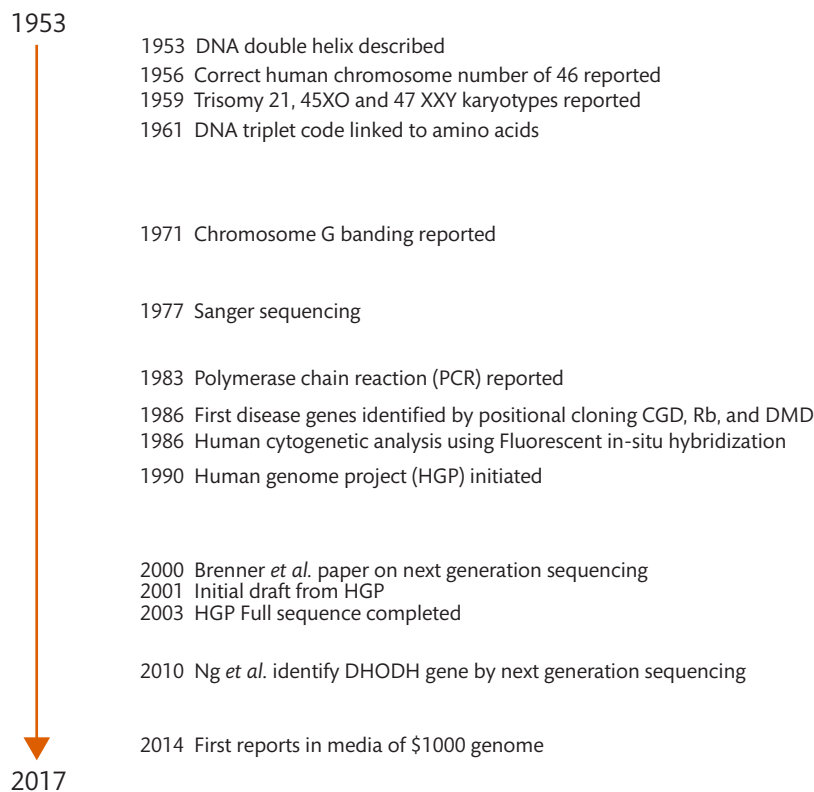 1953
1953 DNA double helix described
1956 Correct human chromosome number of 46 reported
1959 Trisomy 21, 45XO and 47 XXY karyotypes reported
1961 DNA triplet code linked to amino acids
1971 Chromosome G banding reported
1977 Sanger sequencing
1983 Polymerase chain reaction (PCR) reported
1986 First disease genes identified by positional cloning CGD, Rb, and DMD
1986 Human cytogenetic analysis using Fluorescent in-situ hybridization
1990 Human genome project (HGP) initiated
2000 Brenner et al. paper on next generation sequencing
2001 Initial draft from HGP
2003 HGP Full sequence completed
2010 Ng et al. identify DHODH gene by next generation sequencing
2014 First reports in media of $1000 genome
2017